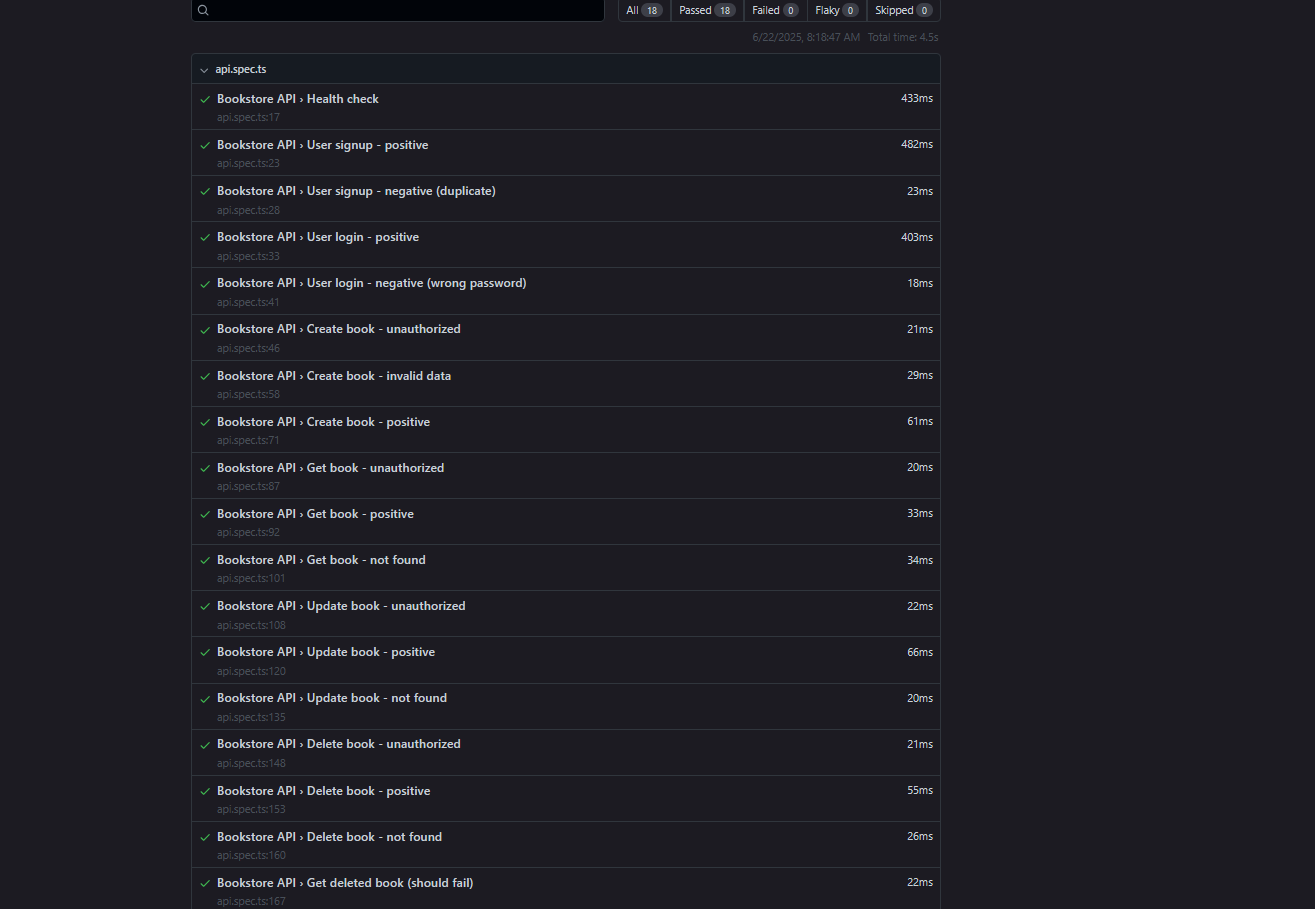 All 18 Passed 18 Failed 0 Flaky 0 Skipped 0
6/22/2025, 8:18:47 AM Total time: 4.5s
api.spec.ts
Bookstore API › Health check 433ms
api.spec.ts:17
Bookstore API › User signup - positive 482ms
api.spec.ts:23
Bookstore API › User signup - negative (duplicate) 23ms
api.spec.ts:28
Bookstore API › User login - positive 403ms
api.spec.ts:33
Bookstore API › User login - negative (wrong password) 18ms
api.spec.ts:41
Bookstore API › Create book - unauthorized 21ms
api.spec.ts:46
Bookstore API › Create book - invalid data 29ms
api.spec.ts:58
Bookstore API › Create book - positive 61ms
api.spec.ts:71
Bookstore API › Get book - unauthorized 20ms
api.spec.ts:87
Bookstore API › Get book - positive 33ms
api.spec.ts:92
Bookstore API › Get book - not found 34ms
api.spec.ts:101
Bookstore API › Update book - unauthorized 22ms
api.spec.ts:108
Bookstore API › Update book - positive 66ms
api.spec.ts:120
Bookstore API › Update book - not found 20ms
api.spec.ts:135
Bookstore API › Delete book - unauthorized 21ms
api.spec.ts:148
Bookstore API › Delete book - positive 55ms
api.spec.ts:153
Bookstore API › Delete book - not found 26ms
api.spec.ts:160
Bookstore API › Get deleted book (should fail) 22ms
api.spec.ts:167